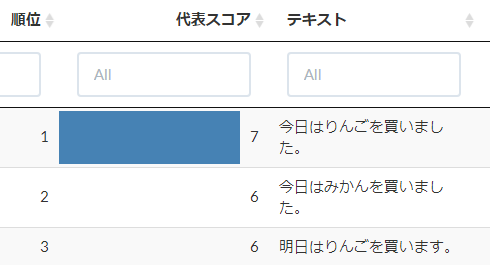 順位 代表スコア テキスト
All All
1 7 今日はりんごを買いまし
た。
2 6 今日はみかんを買いまし
た。
3 6 明日はりんごを買います。